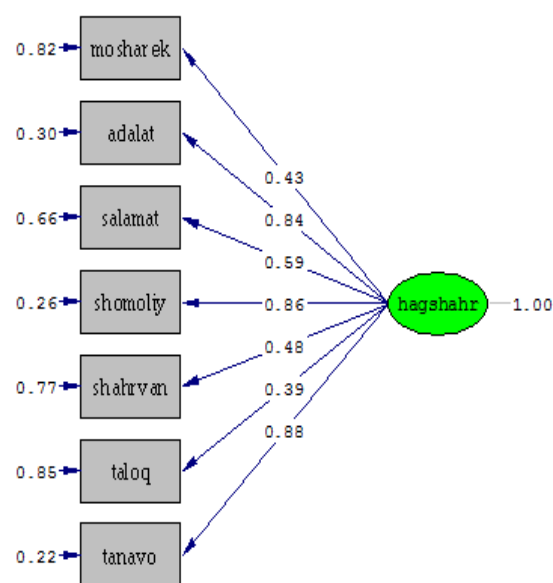 0.82 mosharek
0.43
0.30 adalat
0.84
0.66 salamat
0.59
0.26 shomoliy
0.86
hagshahr 1.00
0.48
0.77 shahrvan
0.39
0.88
0.85 taloq
0.22 tanavo